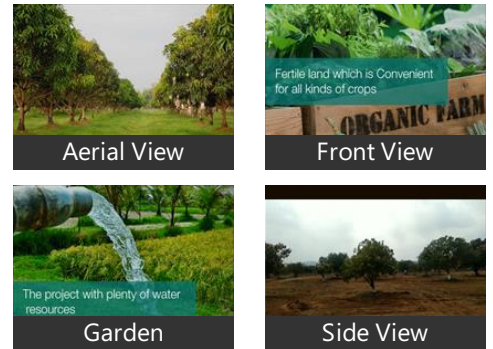 Aerial View
Fertile land which is Convenient
for all kinds of crops
ORGANIC FARM
Front View
The project with plenty of water
resources
Garden
Side View